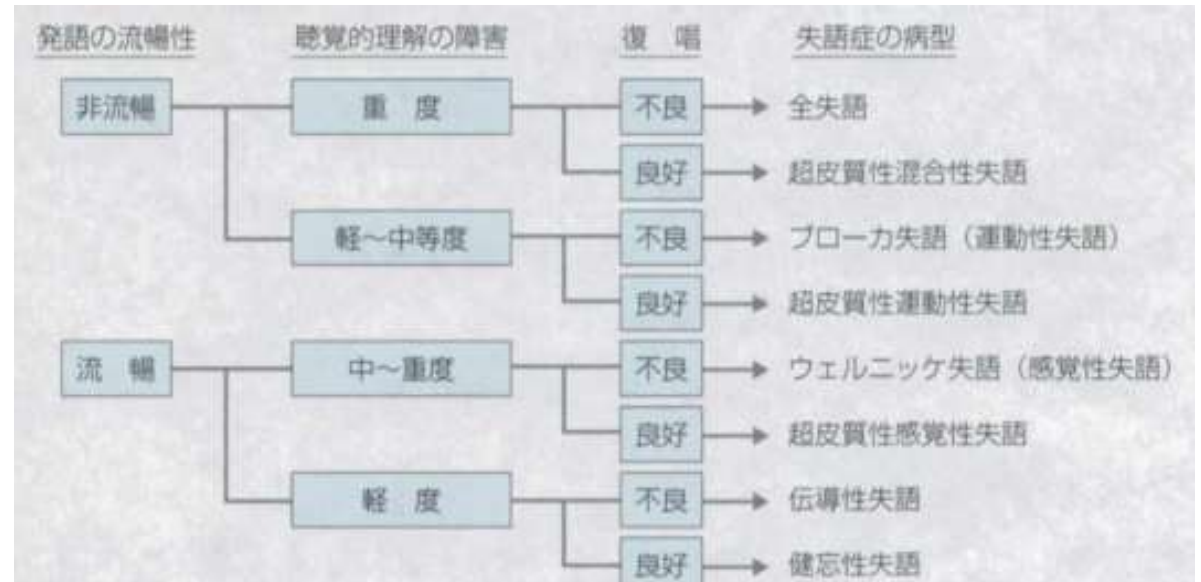 発語の流暢性 聴覚的理解の障害 復 唱 失語症の病型
非流暢 重 度 不良 全失語
良好 超皮質性混合性失語
軽～中等度 不良 ブローカ失語（運動性失語）
良好 超皮質性運動性失語
流 暢 中～重度 不良 ウェルニッケ失語（感覚性失語）
良好 超皮質性感覚性失語
軽 度 不良 伝導性失語
良好 健忘性失語